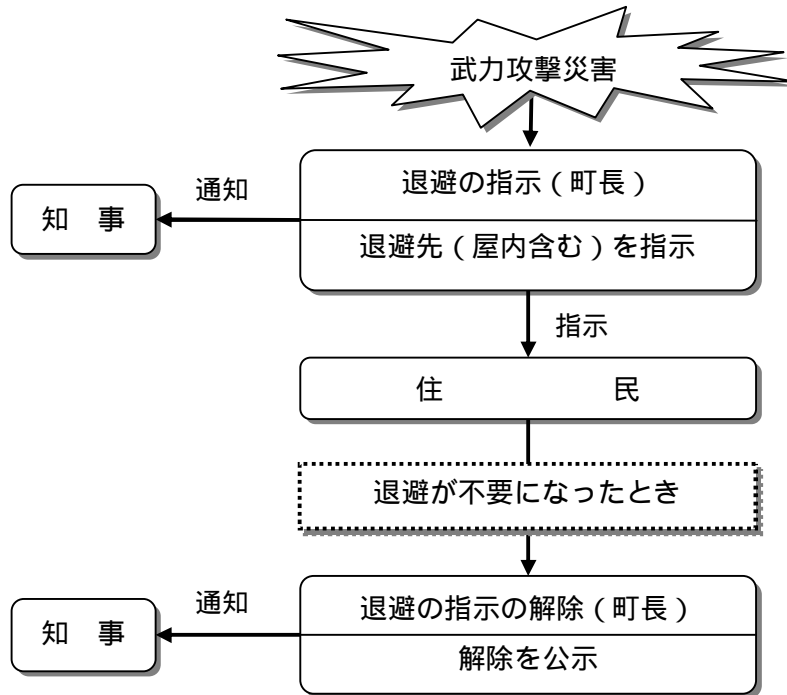 武力攻撃災害
退避の指示（町長）
通知
知　事
退避先（屋内含む）を指示
指示
住　　　　　民
退避が不要になったとき
通知
退避の指示の解除（町長）
知　事
解除を公示